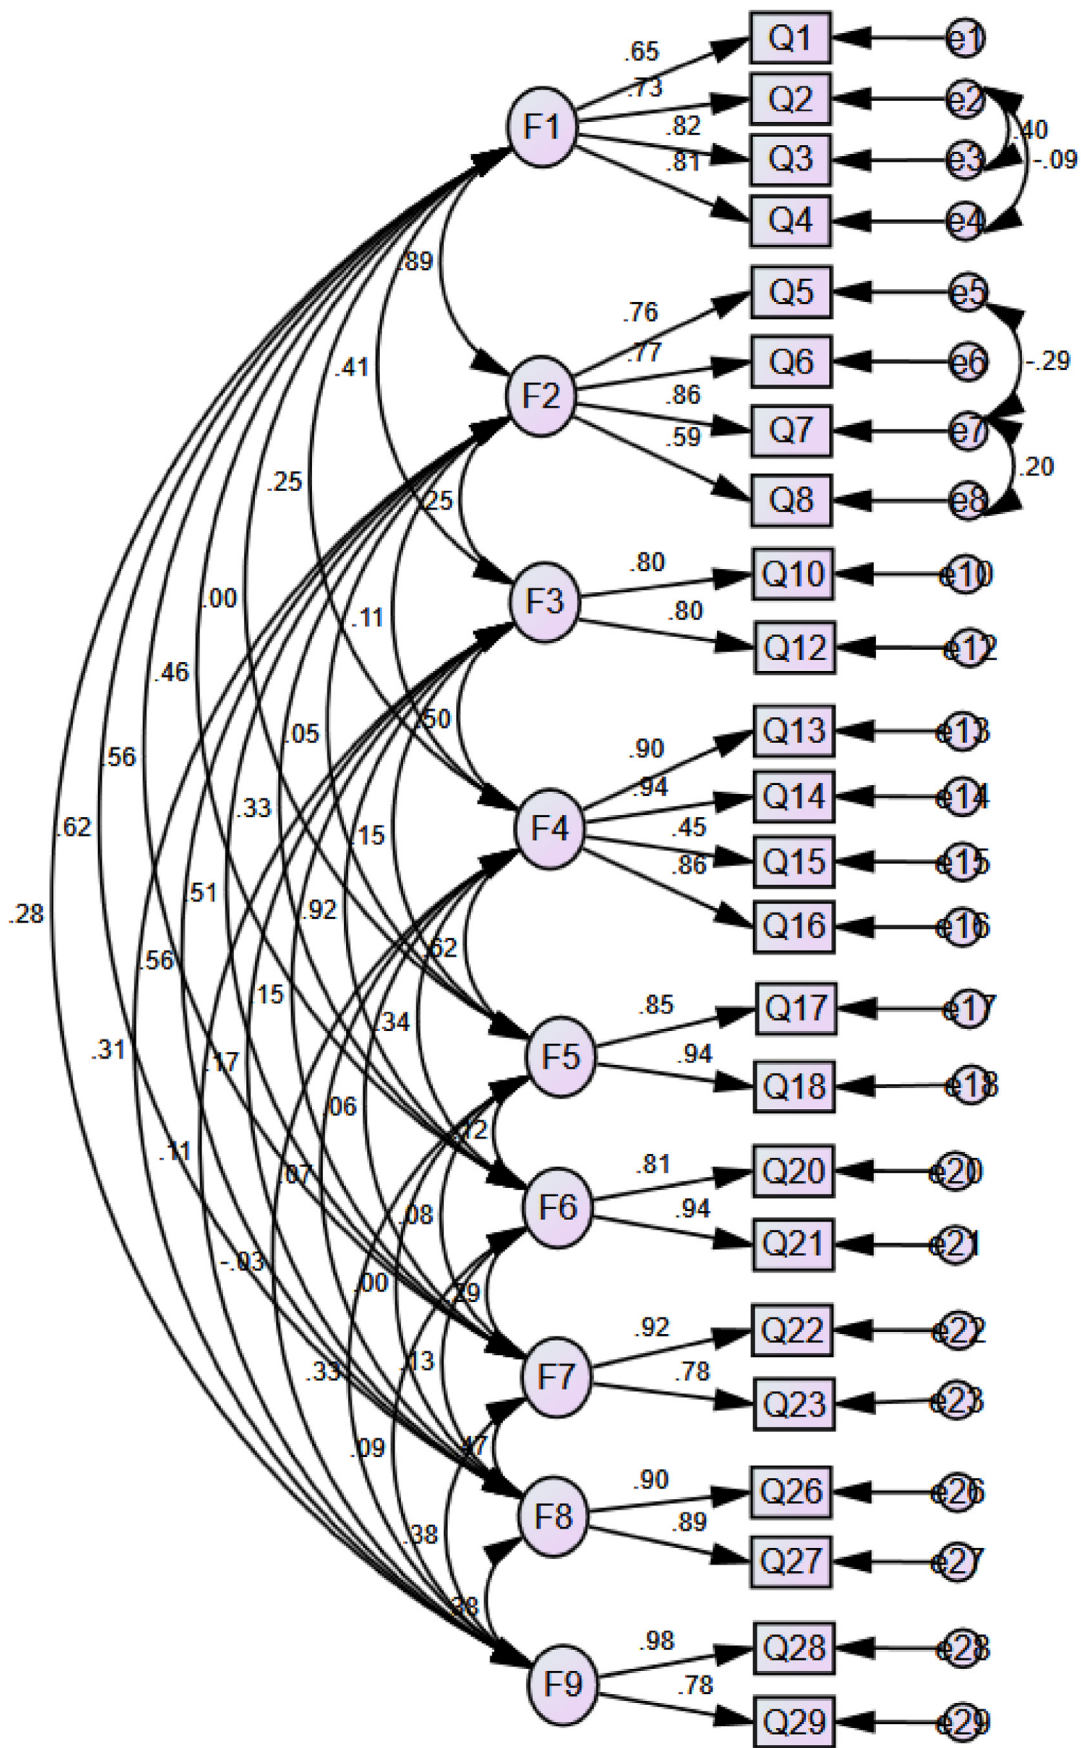 Q1
e1
.65
.73
Q2
e2
F1
.82
.40
Q3
e3
-.09
.81
Q4
e4
.89
Q5
e5
.76
.77
Q6
e6
-.29
.41
F2
.86
Q7
e7
.59
.20
.25
.25
Q8
e8
.80
Q10
e10
.00
F3
.80
.11
Q12
e12
.46
.50
.05
Q13
e13
.90
.56
.94
Q14
e14
.33
.62
.15
F4
.45
.86
Q15
e15
.51
.28
.92
Q16
e16
.62
.56
.15
.85
Q17
e17
.34
.31
F5
.94
.17
Q18
e18
.06
.12
.11
.07
.81
Q20
e20
F6
.94
.08
Q21
e21
-.03
.00
.29
.92
Q22
e22
.33
.13
F7
.78
Q23
e23
.09
.47
.90
Q26
e26
F8
.89
.38
Q27
e27
.38
.98
Q28
e28
F9
.78
Q29
e29